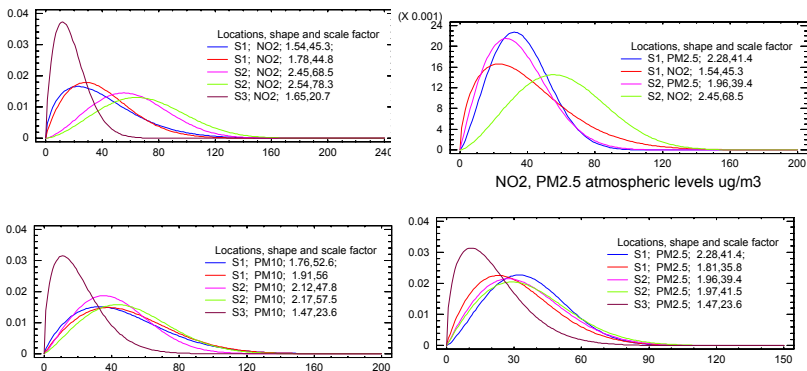 Locations, shape and scale factor
S1; NO2; 1.54,45.3;
S1; NO2; 1.78,44.8
S2; NO2; 2.45,68.5
S2; NO2; 2.54,78.3
S3; NO2; 1.65,20.7
0.04
0.03
0.02
0.01
0
0 40 80 120 160 200 240
(X 0.001)
24
20
16
12
8
4
0
Locations, shape and scale factor
S1, PM2.5; 2.28,41.4
S1, NO2; 1.54,45.3
S2, PM2.5; 1.96,39.4
S2, NO2; 2.45,68.5
0 40 80 120 160 200
NO2, PM2.5 atmospheric levels ug/m3
Locations, shape and scale factor
S1; PM10; 1.76,52.6;
S1; PM10; 1.91,56
S2; PM10; 2.12,47.8
S2; PM10; 2.17,57.5
S3; PM10; 1.47,23.6
0.04
0.03
0.02
0.01
0
0 40 80 120 160 200
Locations, shape and scale factor
S1; PM2.5; 2.28,41.4;
S1; PM2.5; 1.81,35.8
S2; PM2.5; 1.96,39.4
S2; PM2.5; 1.97,41.5
S3; PM2.5; 1.47,23.6
0.04
0.03
0.02
0.01
0
0 30 60 90 120 150